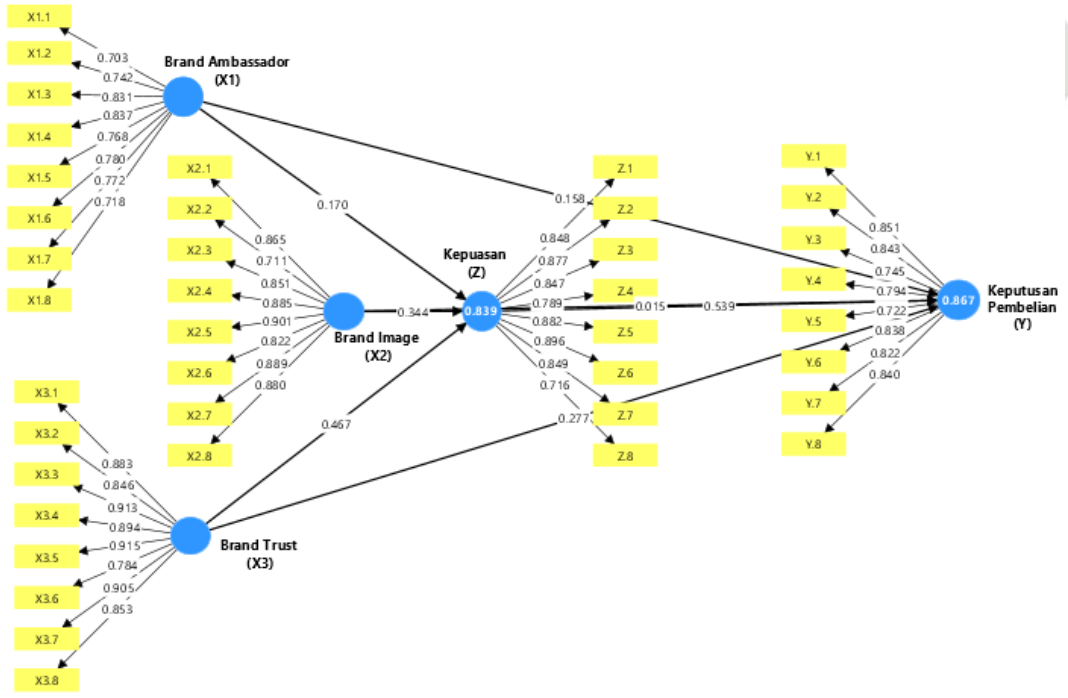 X1.1
X1.2
X1.3
X1.4
X1.5
X1.6
X1.7
X1.8
0.703
0.742
0.831
0.837
0.768
0.780
0.772
0.718
Brand Ambassador
(X1)
X2.1
X2.2
X2.3
X2.4
X2.5
X2.6
X2.7
X2.8
0.865
0.711
0.851
0.885
0.901
0.822
0.889
0.880
Brand Image
(X2)
X3.1
X3.2
X3.3
X3.4
X3.5
X3.6
X3.7
X3.8
0.883
0.846
0.913
0.894
0.915
0.784
0.905
0.853
Brand Trust
(X3)
0.170
0.344
0.467
0.158
0.015
0.539
0.277
Kepuasan
(Z)
0.839
Z.1
Z.2
Z.3
Z.4
Z.5
Z.6
Z.7
Z.8
0.848
0.877
0.847
0.789
0.882
0.896
0.849
0.716
Y.1
Y.2
Y.3
Y.4
Y.5
Y.6
Y.7
Y.8
0.851
0.843
0.745
0.794
0.722
0.838
0.822
0.840
0.867
Keputusan
Pembelian
(Y)